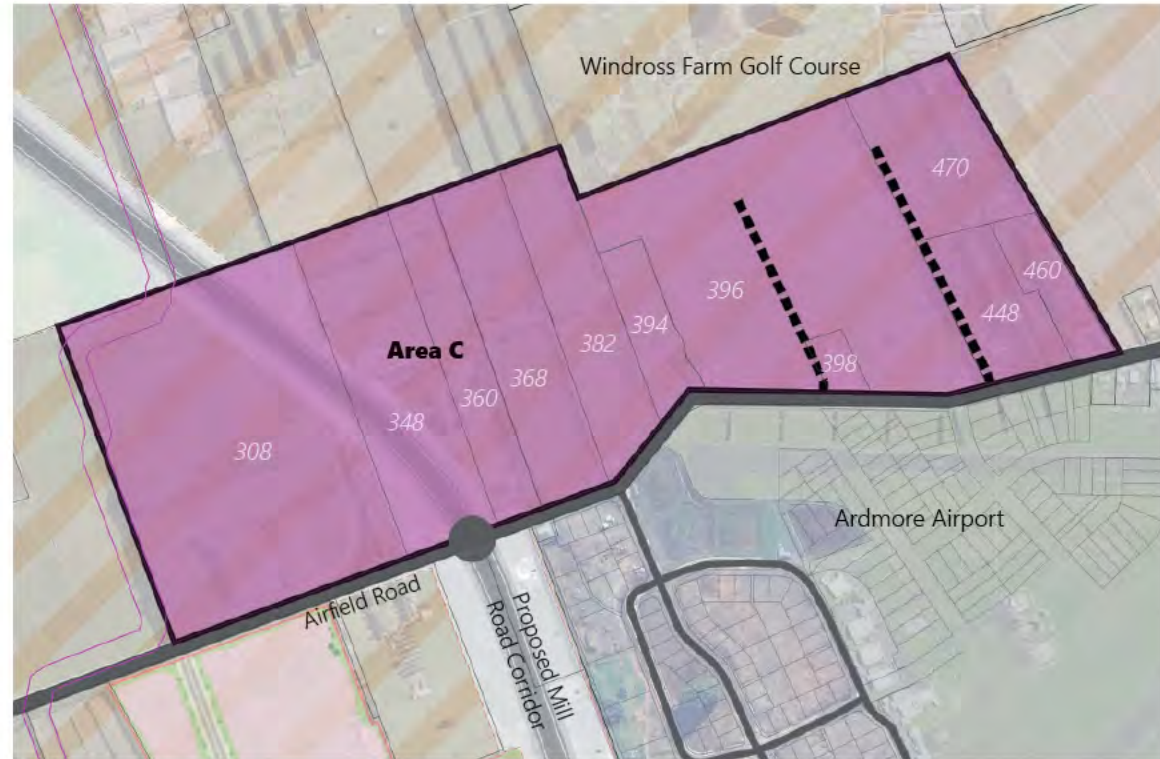 Windross Farm Golf Course
470
460
396
448
394
382
398
Area C
368
360
348
308
Ardmore Airport
Airfield Road
Proposed Mill
Road Corridor